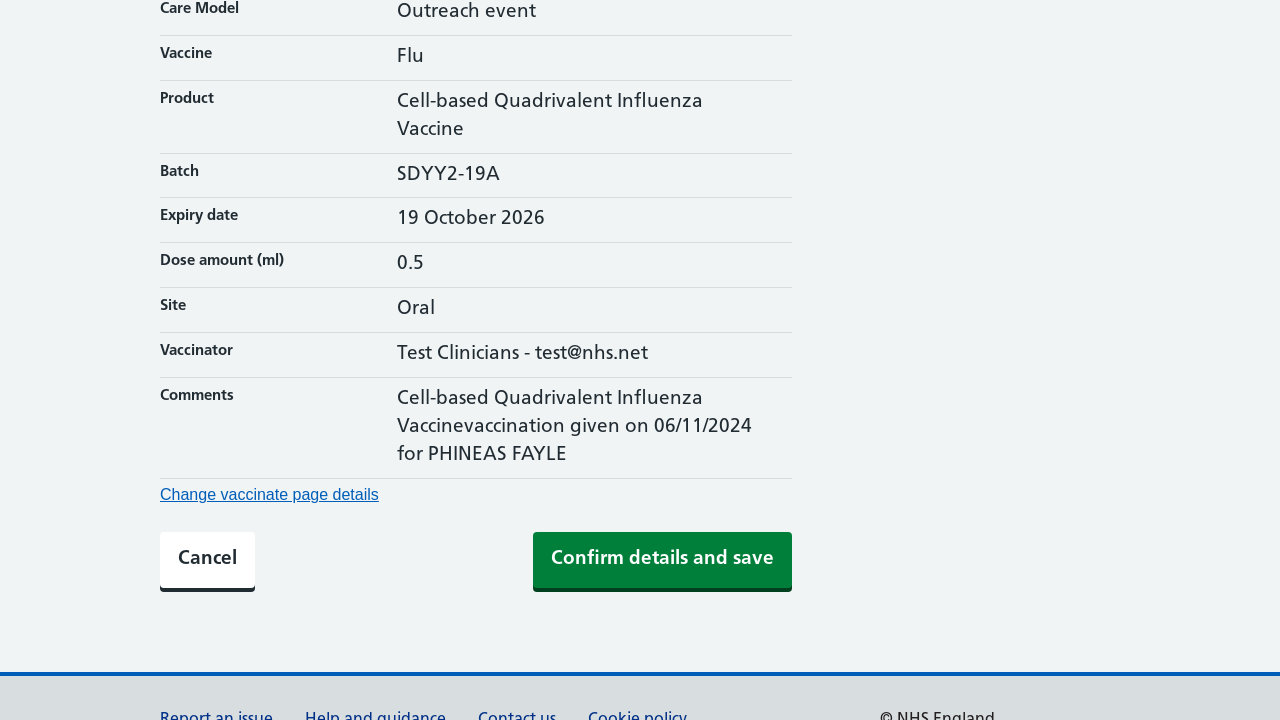 Care Model Outreach event
Vaccine Flu
Product Cell-based Quadrivalent Influenza
Vaccine
Batch SDYY2-19A
Expiry date 19 October 2026
Dose amount (ml) 0.5
Site Oral
Vaccinator Test Clinicians - test@nhs.net
Comments Cell-based Quadrivalent Influenza
Vaccinevaccination given on 06/11/2024
for PHINEAS FAYLE
Change vaccinate page details
Cancel Confirm details and save
Report an issue Help and guidance Contact us Cookie policy © NHS England